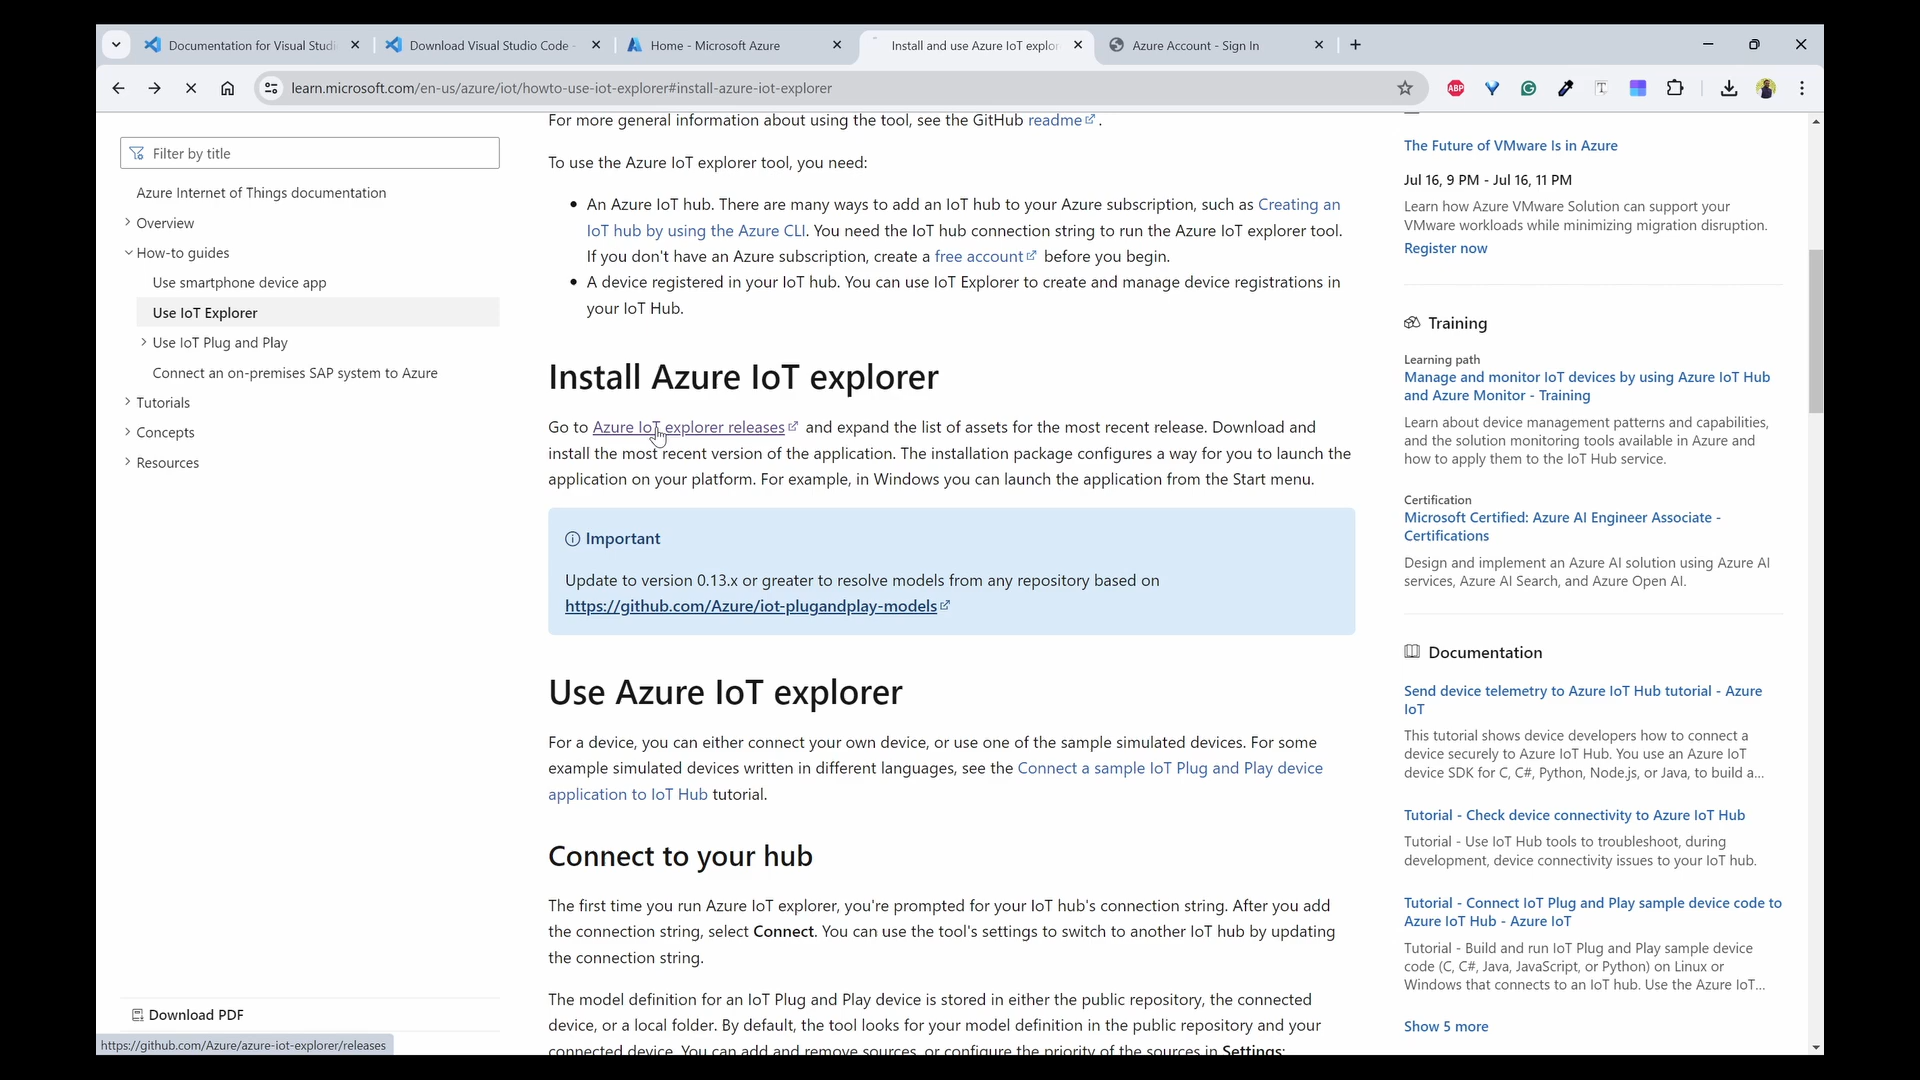 Documentation for Visual Studi
Download Visual Studio Code -
Home - Microsoft Azure
Install and use Azure IoT explor
Azure Account - Sign In
learn.microsoft.com/en-us/azure/iot/howto-use-iot-explorer#install-azure-iot-explorer
ABP
Filter by title
Azure Internet of Things documentation
Overview
How-to guides
Use smartphone device app
Use IoT Explorer
Use IoT Plug and Play
Connect an on-premises SAP system to Azure
Tutorials
Concepts
Resources
Download PDF
https://github.com/Azure/azure-iot-explorer/releases
For more general information about using the tool, see the GitHub readme.
To use the Azure IoT explorer tool, you need:
• An Azure IoT hub. There are many ways to add an IoT hub to your Azure subscription, such as Creating an
IoT hub by using the Azure CLI. You need the IoT hub connection string to run the Azure IoT explorer tool.
If you don't have an Azure subscription, create a free account before you begin.
• A device registered in your IoT hub. You can use IoT Explorer to create and manage device registrations in
your IoT Hub.
Install Azure IoT explorer
Go to Azure IoT explorer releases and expand the list of assets for the most recent release. Download and
install the most recent version of the application. The installation package configures a way for you to launch the
application on your platform. For example, in Windows you can launch the application from the Start menu.
Important
Update to version 0.13.x or greater to resolve models from any repository based on
https://github.com/Azure/iot-plugandplay-models
Use Azure IoT explorer
For a device, you can either connect your own device, or use one of the sample simulated devices. For some
example simulated devices written in different languages, see the Connect a sample IoT Plug and Play device
application to IoT Hub tutorial.
Connect to your hub
The first time you run Azure IoT explorer, you're prompted for your IoT hub's connection string. After you add
the connection string, select Connect. You can use the tool's settings to switch to another IoT hub by updating
the connection string.
The model definition for an IoT Plug and Play device is stored in either the public repository, the connected
device, or a local folder. By default, the tool looks for your model definition in the public repository and your
connected device. You can add and remove sources, or configure the priority of the sources in Settings:
The Future of VMware Is in Azure
Jul 16, 9 PM - Jul 16, 11 PM
Learn how Azure VMware Solution can support your
VMware workloads while minimizing migration disruption.
Register now
Training
Learning path
Manage and monitor IoT devices by using Azure IoT Hub
and Azure Monitor - Training
Learn about device management patterns and capabilities,
and the solution monitoring tools available in Azure and
how to apply them to the IoT Hub service.
Certification
Microsoft Certified: Azure AI Engineer Associate -
Certifications
Design and implement an Azure AI solution using Azure AI
services, Azure AI Search, and Azure Open AI.
Documentation
Send device telemetry to Azure IoT Hub tutorial - Azure
IoT
This tutorial shows device developers how to connect a
device securely to Azure IoT Hub. You use an Azure IoT
device SDK for C, C#, Python, Node.js, or Java, to build a...
Tutorial - Check device connectivity to Azure IoT Hub
Tutorial - Use IoT Hub tools to troubleshoot, during
development, device connectivity issues to your IoT hub.
Tutorial - Connect IoT Plug and Play sample device code to
Azure IoT Hub - Azure IoT
Tutorial - Build and run IoT Plug and Play sample device
code (C, C#, Java, JavaScript, or Python) on Linux or
Windows that connects to an IoT hub. Use the Azure IoT...
Show 5 more